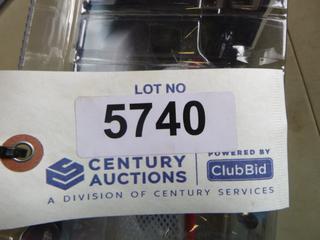 LOT NO
5740
CENTURY
AUCTIONS
POWERED BY
ClubBid
A DIVISION OF CENTURY SERVICES